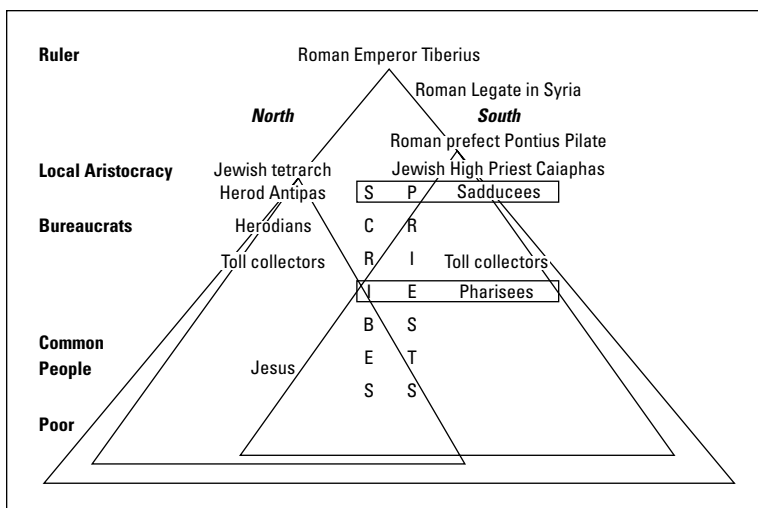 Ruler Roman Emperor Tiberius
Roman Legate in Syria
North South
Roman prefect Pontius Pilate
Local Aristocracy Jewish tetrarch Jewish High Priest Caiaphas
Herod Antipas S P Sadducees
Bureaucrats Herodians C R
Toll collectors R I Toll collectors
I E Pharisees
B S
Common
People
Jesus E T
S S
Poor